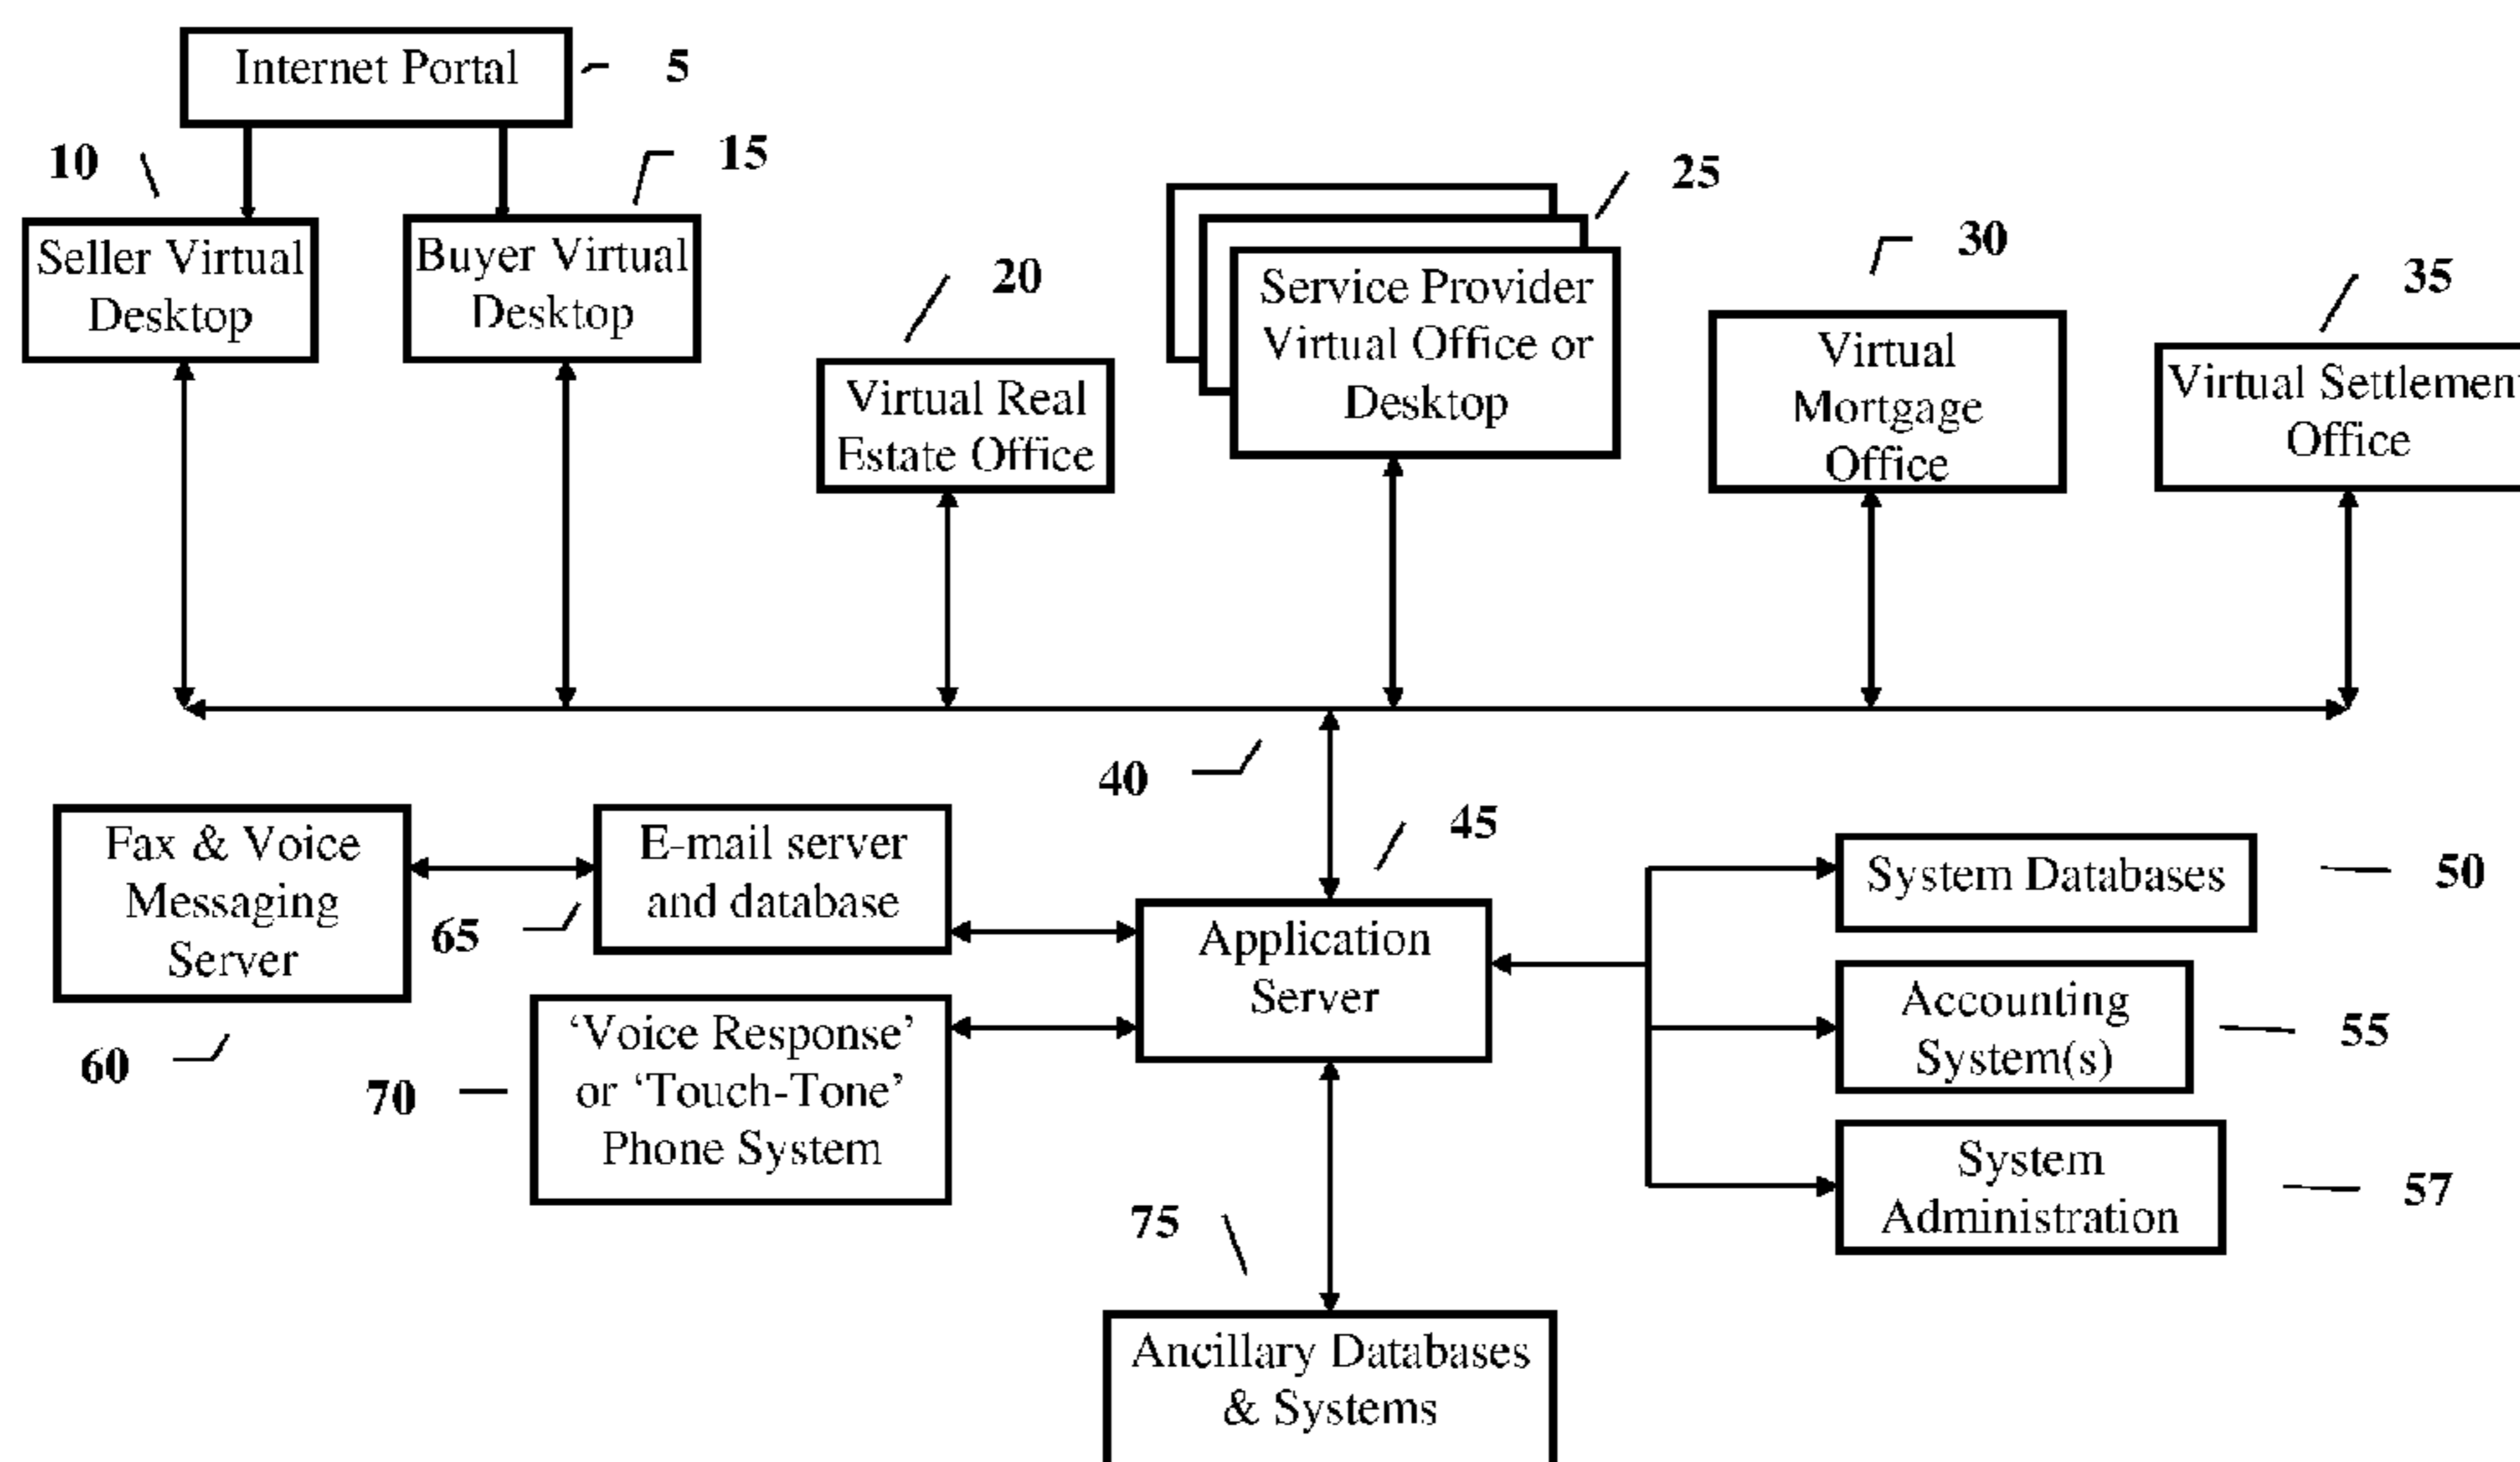 Internet Portal
5
10
15
25
Seller Virtual
Desktop
Buyer Virtual
Desktop
20
Service Provider
Virtual Office or
Desktop
30
35
Virtual Real
Estate Office
Virtual
Mortgage
Office
Virtual Settlement
Office
40
45
Fax & Voice
Messaging
Server
E-mail server
and database
65
Application
Server
System Databases
50
Accounting
System(s)
55
60
70
‘Voice Response’
or ‘Touch-Tone’
Phone System
System
Administration
57
75
Ancillary Databases
& Systems